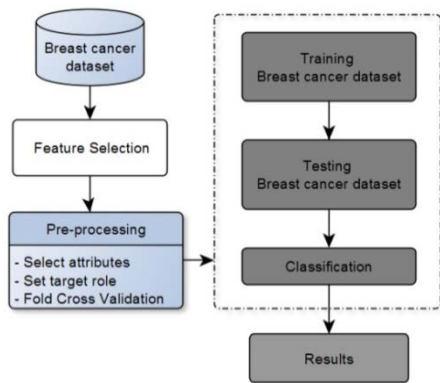 Breast cancer
dataset
Feature Selection
Pre-processing
- Select attributes
- Set target role
- Fold Cross Validation
Training
Breast cancer dataset
Testing
Breast cancer dataset
Classification
Results